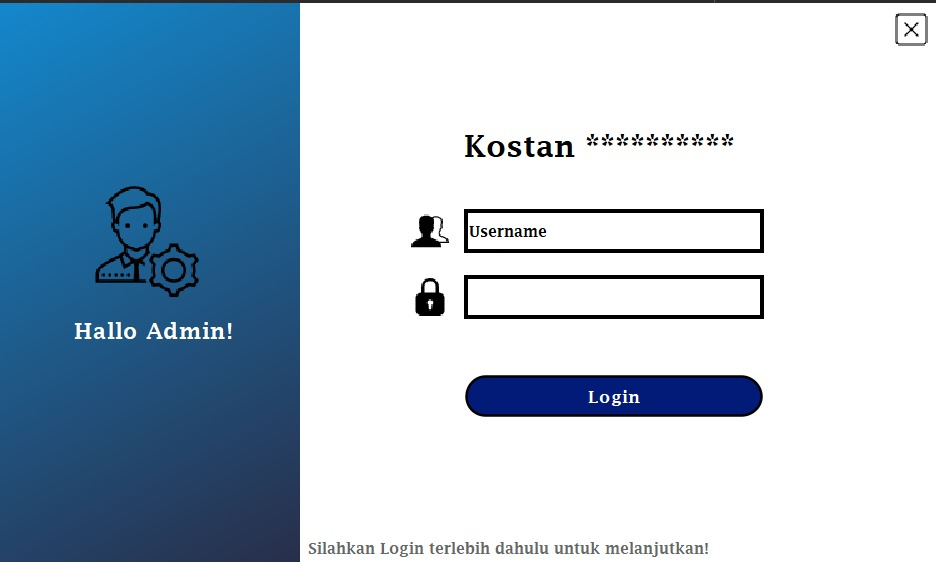 Kostan **********
Username
Hallo Admin!
Login
Silahkan Login terlebih dahulu untuk melanjutkan!